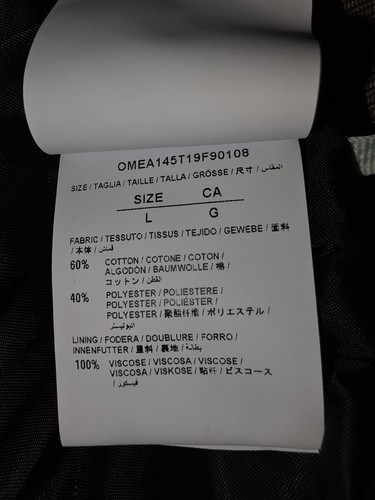 OMEA145T19F90108
SIZE / TAGLIA / TAILLE / TALLA / GRÖSSE / 尺寸 / المقاس
SIZE CA
L G
FABRIC / TESSUTO / TISSUS / TEJIDO / GEWEBE / 面料
/ 本体 / قماش
60% COTTON / COTONE / COTON /
ALGODÓN / BAUMWOLLE / 棉 /
コットン / القطن
40% POLYESTER / POLIESTERE /
POLYESTER / POLIÉSTER /
POLYESTER / 聚酯纤维 / ポリエステル /
البوليستر
LINING / FODERA / DOUBLURE / FORRO /
INNENFUTTER / 里料 / 裏地 / بطانة
100% VISCOSE / VISCOSA / VISCOSE /
VISCOSA / VISKOSE / 粘纤 / ビスコース
/ فيسكوز